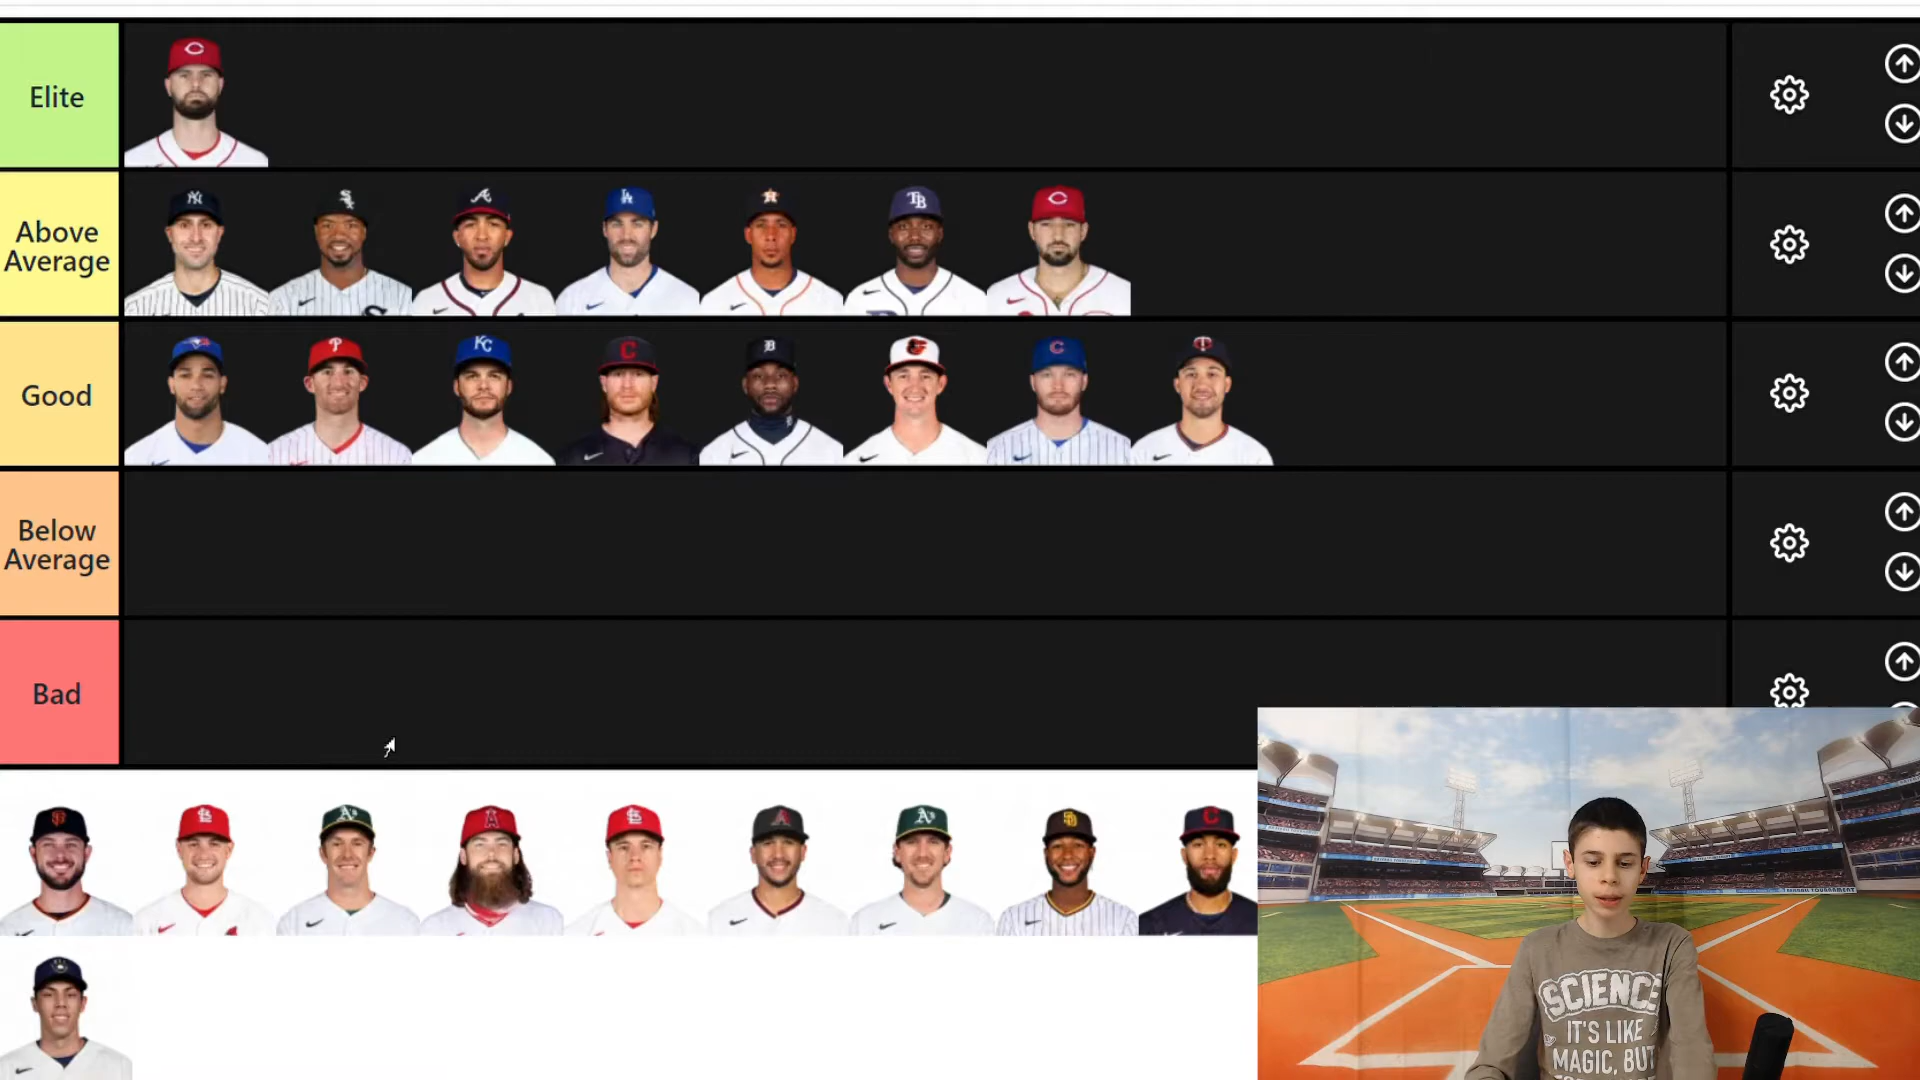 Elite
Above
Average
Good
Below
Average
Bad
SCIENCE
IT'S LIKE
MAGIC, BUT